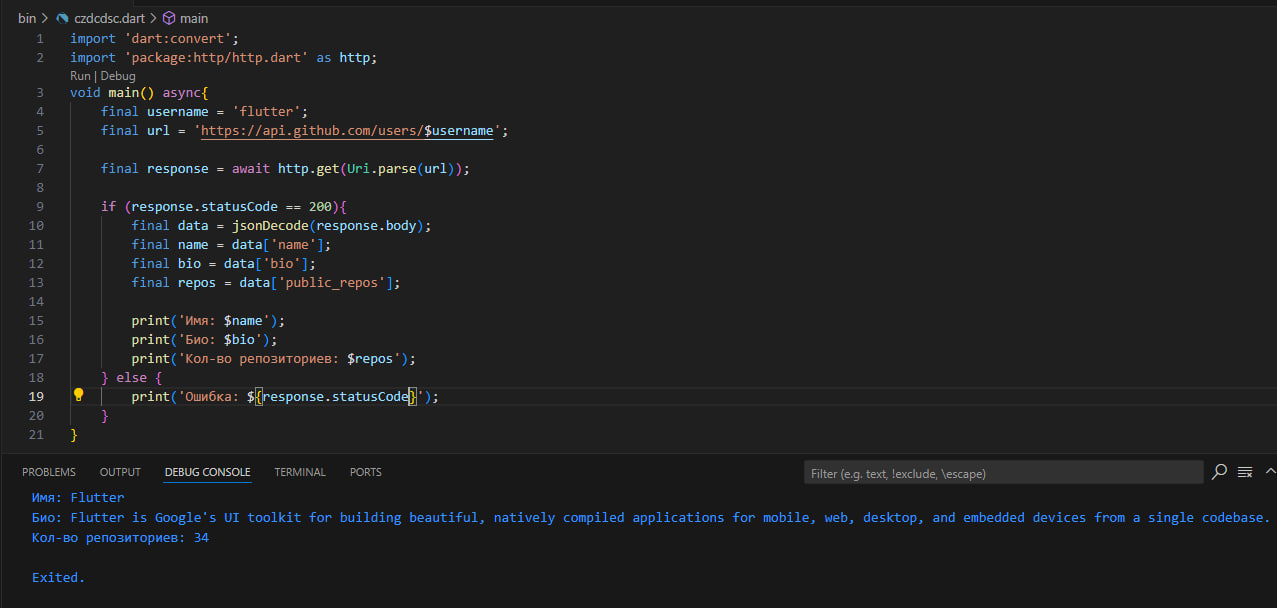 bin > czdcdsc.dart > main
1 import 'dart:convert';
2 import 'package:http/http.dart' as http;
Run | Debug
3 void main() async{
4     final username = 'flutter';
5     final url = 'https://api.github.com/users/$username';
6
7     final response = await http.get(Uri.parse(url));
8
9     if (response.statusCode == 200){
10         final data = jsonDecode(response.body);
11         final name = data['name'];
12         final bio = data['bio'];
13         final repos = data['public_repos'];
14
15         print('Имя: $name');
16         print('Био: $bio');
17         print('Кол-во репозиториев: $repos');
18     } else {
19         print('Ошибка: ${response.statusCode}');
20     }
21 }
PROBLEMS OUTPUT DEBUG CONSOLE TERMINAL PORTS Filter (e.g. text, !exclude, \escape)
Имя: Flutter
Био: Flutter is Google's UI toolkit for building beautiful, natively compiled applications for mobile, web, desktop, and embedded devices from a single codebase.
Кол-во репозиториев: 34
Exited.